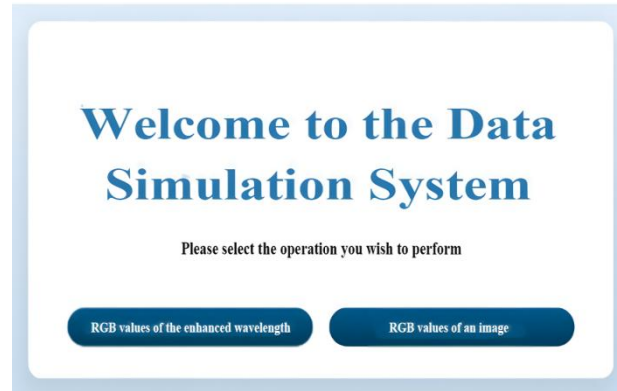 Welcome to the Data
Simulation System
Please select the operation you wish to perform
RGB values of the enhanced wavelength
RGB values of an image